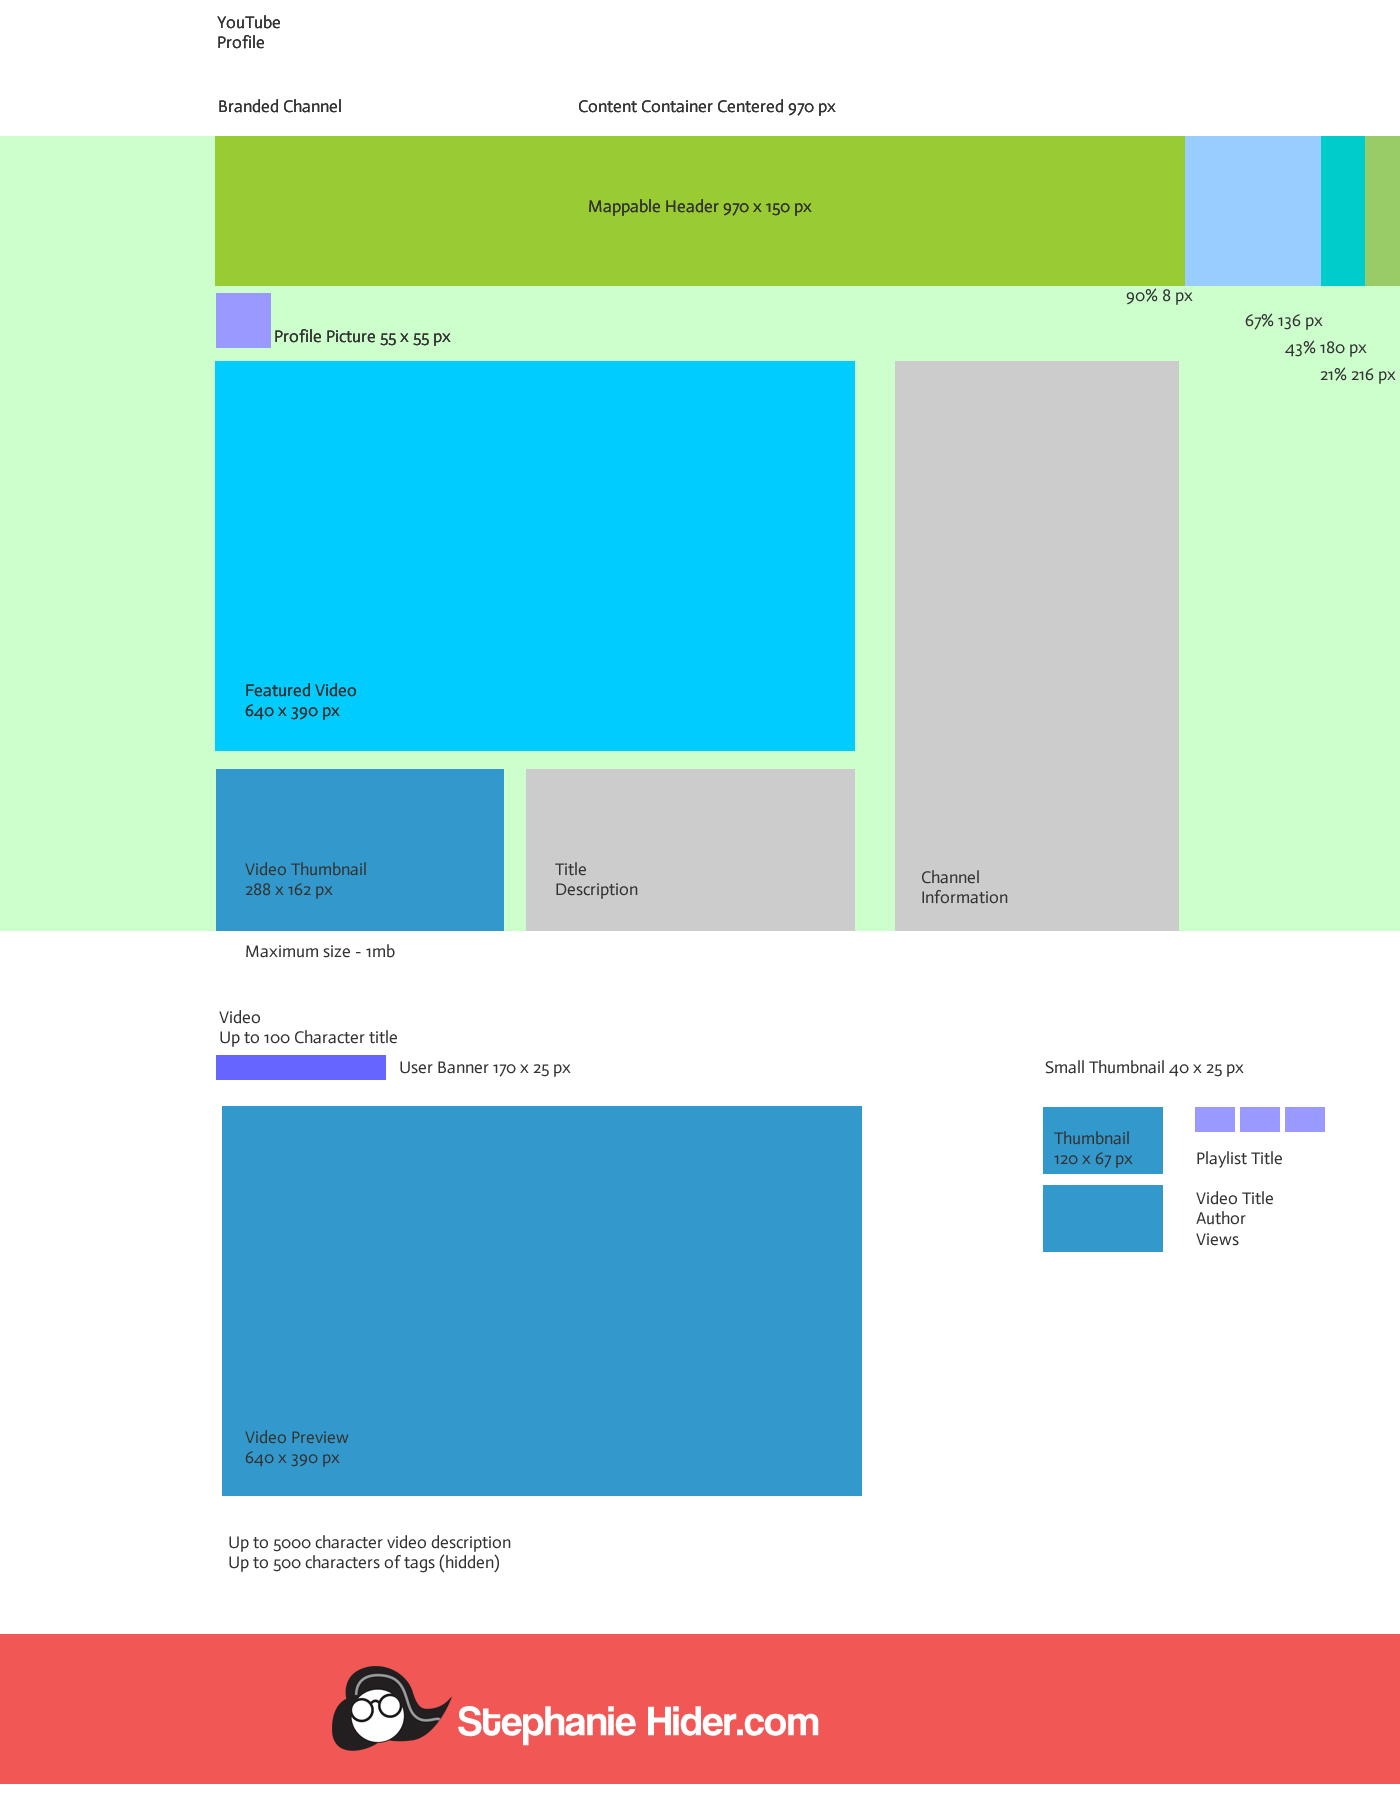 YouTube
Profile
Branded Channel
Content Container Centered 970 px
Mappable Header 970 x 150 px
90% 8 px
67% 136 px
43% 180 px
21% 216 px
Profile Picture 55 x 55 px
Featured Video
640 x 390 px
Video Thumbnail
288 x 162 px
Title
Description
Channel
Information
Maximum size - 1mb
Video
Up to 100 Character title
User Banner 170 x 25 px
Small Thumbnail 40 x 25 px
Thumbnail
120 x 67 px
Playlist Title
Video Title
Author
Views
Video Preview
640 x 390 px
Up to 5000 character video description
Up to 500 characters of tags (hidden)
Stephanie Hider.com